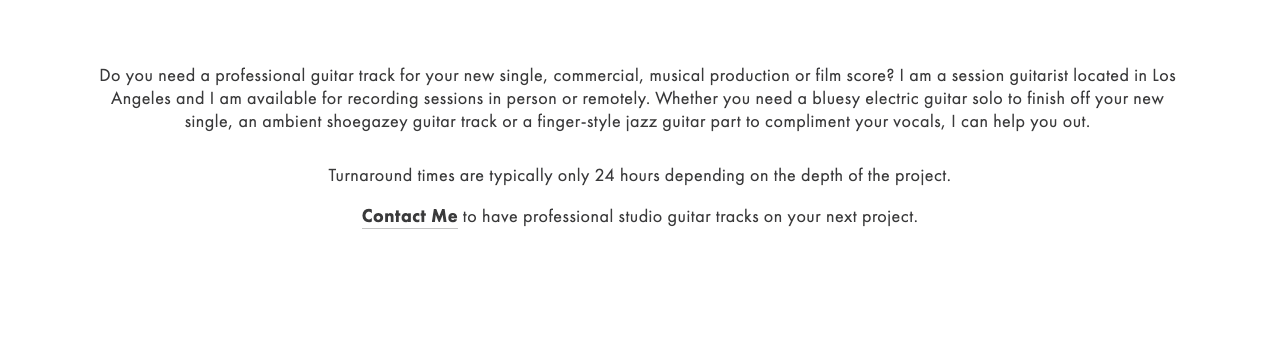 Do you need a professional guitar track for your new single, commercial, musical production or film score? I am a session guitarist located in Los
Angeles and I am available for recording sessions in person or remotely. Whether you need a bluesy electric guitar solo to finish off your new
single, an ambient shoegazey guitar track or a finger-style jazz guitar part to compliment your vocals, I can help you out.
Turnaround times are typically only 24 hours depending on the depth of the project.
Contact Me to have professional studio guitar tracks on your next project.